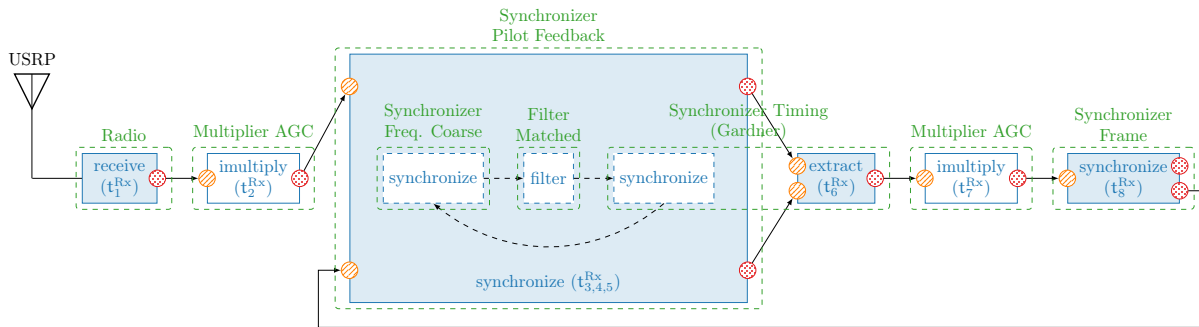 Synchronizer
Pilot Feedback
USRP
Radio
receive
(t₁ᴿˣ)
Multiplier AGC
imultiply
(t₂ᴿˣ)
Synchronizer
Freq. Coarse
synchronize
Filter
Matched
filter
Synchronizer Timing
(Gardner)
synchronize
synchronize (t₃,₄,₅ᴿˣ)
extract
(t₆ᴿˣ)
Multiplier AGC
imultiply
(t₇ᴿˣ)
Synchronizer
Frame
synchronize
(t₈ᴿˣ)